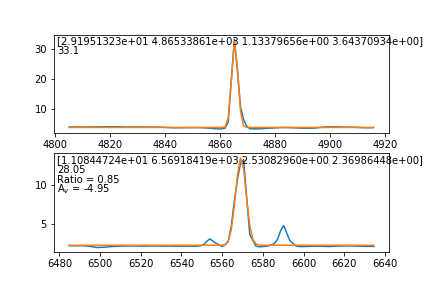 [2.91951323e+01 4.86533861e+03 1.13379656e+00 3.64370934e+00]
33.1
30
20
10
4800 4820 4840 4860 4880 4900 4920
[1.10844724e+01 6.56918419e+03 2.53082960e+00 2.36986448e+00]
28.05
Ratio = 0.85
Av = -4.95
10
5
6480 6500 6520 6540 6560 6580 6600 6620 6640